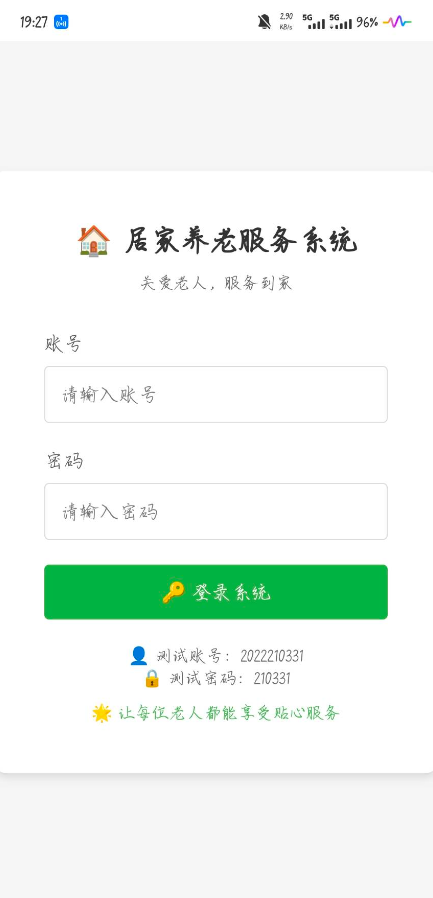 19:27 2.90 KB/s 5G 5G 96%
🏠 居家养老服务系统
关爱老人，服务到家
账号
请输入账号
密码
请输入密码
🔑 登录系统
👤 测试账号：2022210331
🔒 测试密码：210331
🌟 让每位老人都能享受贴心服务